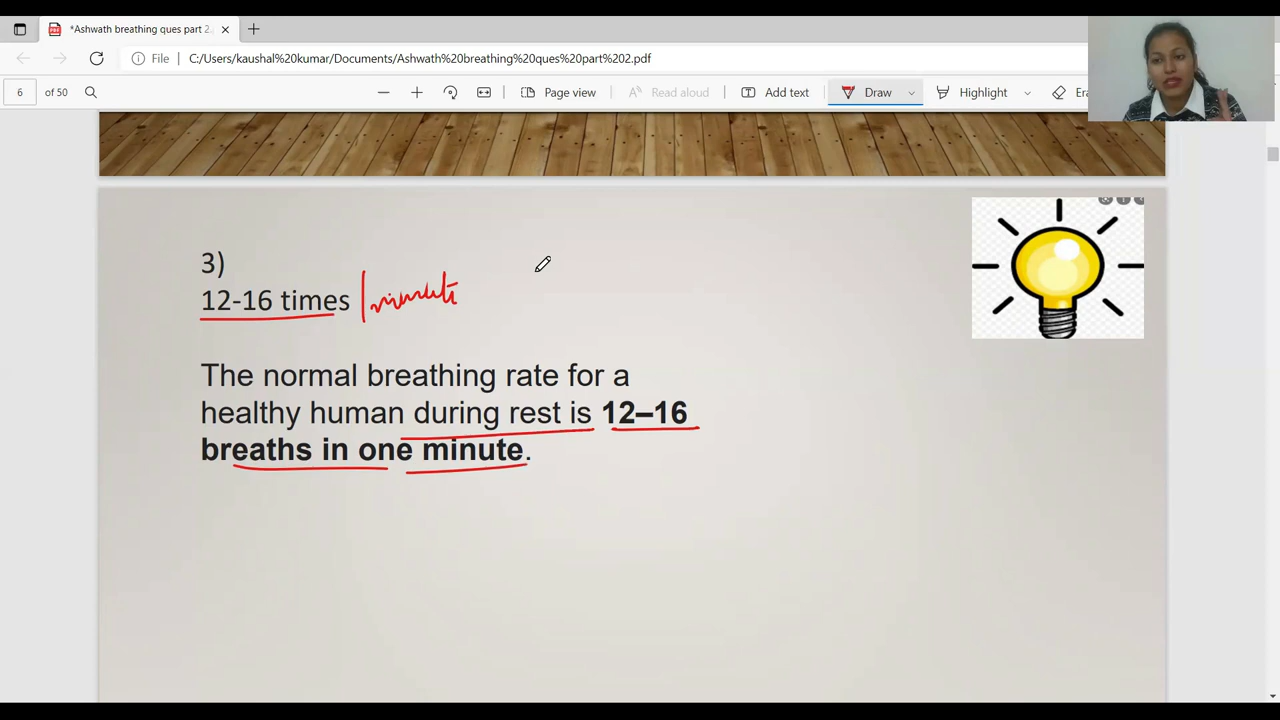 *Ashwath breathing ques part 2.
File
C:/Users/kaushal%20kumar/Documents/Ashwath%20breathing%20ques%20part%202.pdf
6 of 50
Page view
Read aloud
Add text
Draw
Highlight
Era
3)
12-16 times | minute
The normal breathing rate for a
healthy human during rest is 12–16
breaths in one minute.